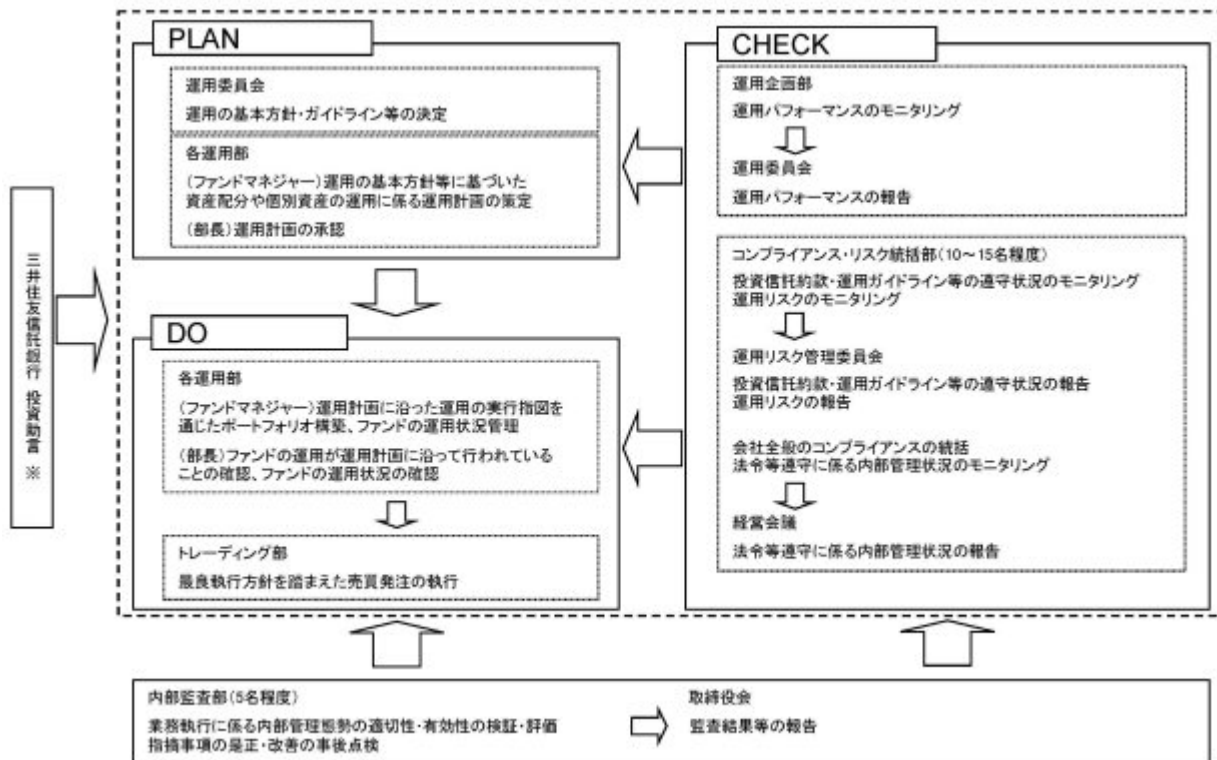 PLAN
運用委員会
運用の基本方針・ガイドライン等の決定
各運用部
(ファンドマネジャー)運用の基本方針等に基づいた
資産配分や個別資産の運用に係る運用計画の策定
(部長)運用計画の承認
DO
各運用部
(ファンドマネジャー)運用計画に沿った運用の実行指図を
通じたポートフォリオ構築、ファンドの運用状況管理
(部長)ファンドの運用が運用計画に沿って行われている
ことの確認、ファンドの運用状況の確認
トレーディング部
最良執行方針を踏まえた売買発注の執行
CHECK
運用企画部
運用パフォーマンスのモニタリング
運用委員会
運用パフォーマンスの報告
コンプライアンス・リスク統括部(10～15名程度)
投資信託約款・運用ガイドライン等の遵守状況のモニタリング
運用リスクのモニタリング
運用リスク管理委員会
投資信託約款・運用ガイドライン等の遵守状況の報告
運用リスクの報告
会社全般のコンプライアンスの統括
法令等遵守に係る内部管理状況のモニタリング
経営会議
法令等遵守に係る内部管理状況の報告
三井住友信託銀行 投資助言 ※
内部監査部(5名程度)
業務執行に係る内部管理態勢の適切性・有効性の検証・評価
指摘事項の是正・改善の事後点検
取締役会
監査結果等の報告